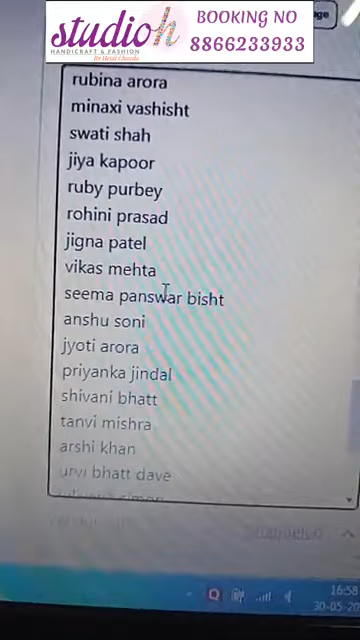 studio h
HANDICRAFT & FASHION
BOOKING NO
8866233933
rubina arora
minaxi vashisht
swati shah
jiya kapoor
ruby purbey
rohini prasad
jigna patel
vikas mehta
seema panswar bisht
anshu soni
jyoti arora
priyanka jindal
shivani bhatt
tanvi mishra
arshi khan
urvi bhatt dave
16:58